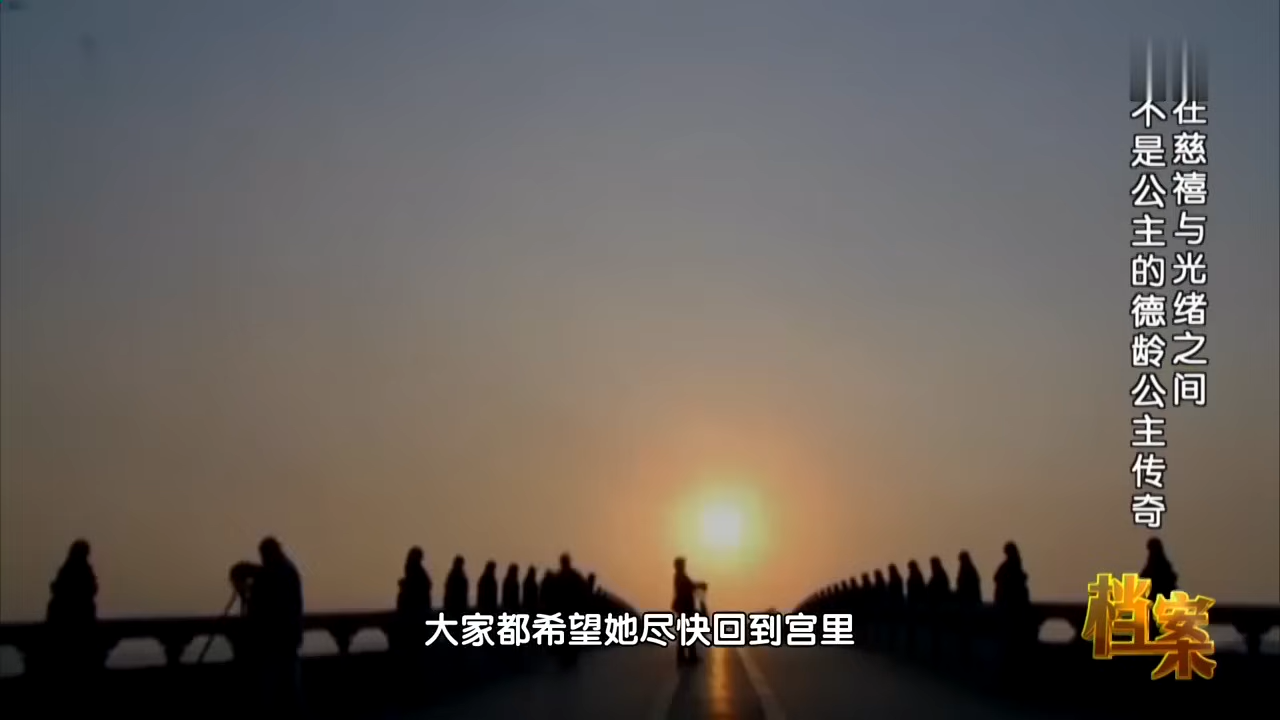 在慈禧与光绪之间
不是公主的德龄公主传奇
大家都希望她尽快回到宫里
档案